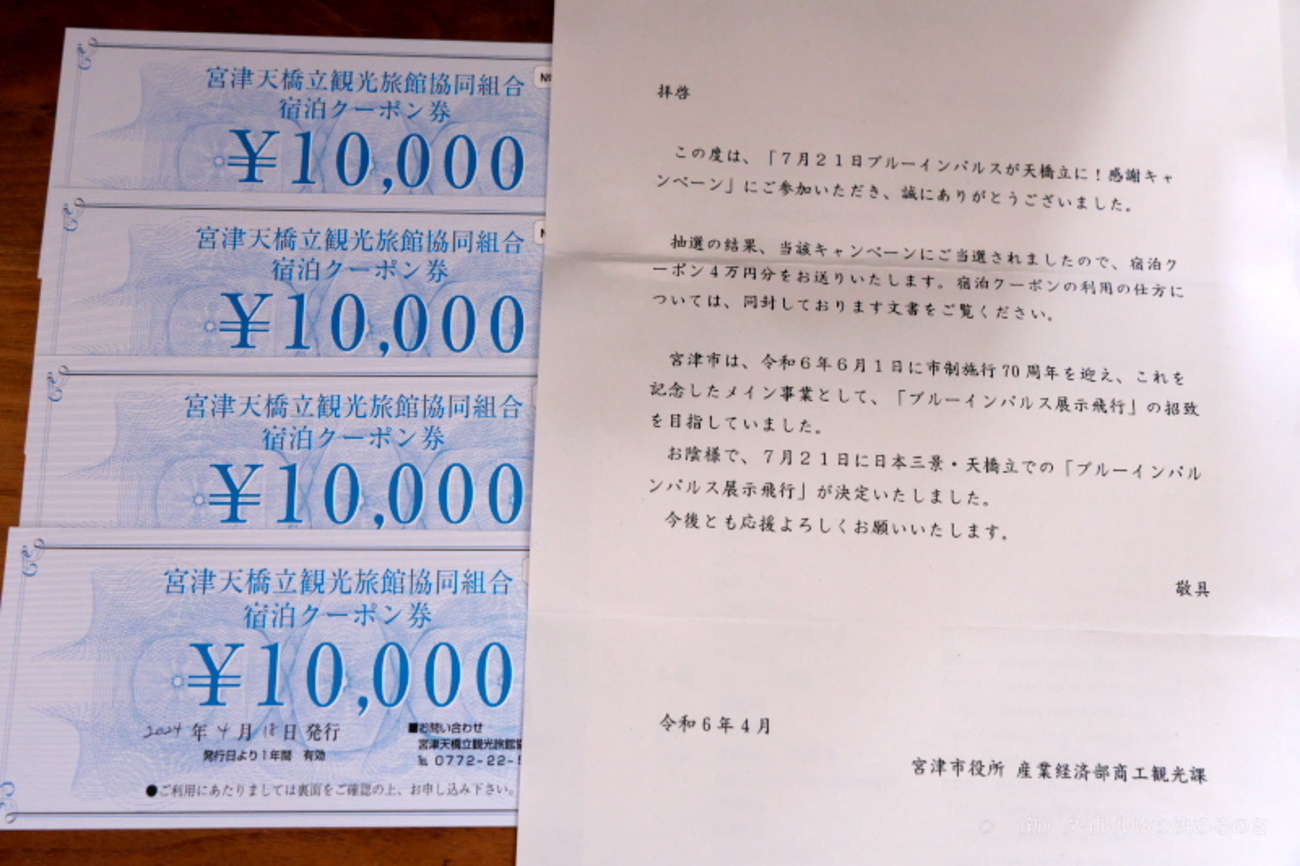 宮津天橋立観光旅館協同組合
宿泊クーポン券
¥10,000
宮津天橋立観光旅館協同組合
宿泊クーポン券
¥10,000
宮津天橋立観光旅館協同組合
宿泊クーポン券
¥10,000
宮津天橋立観光旅館協同組合
宿泊クーポン券
¥10,000
2024年4月18日発行
発行日より1年間 有効
■お問い合わせ
宮津天橋立観光旅館
℡ 0772-22-
●ご利用にあたりましては裏面をご確認の上、お申し込み下さい。
拝啓
この度は、「7月21日ブルーインパルスが天橋立に!感謝キャ
ンペーン」にご参加いただき、誠にありがとうございました。
抽選の結果、当該キャンペーンにご当選されましたので、宿泊ク
ーポン4万円分をお送りいたします。宿泊クーポンの利用の仕方に
ついては、同封しております文書をご覧ください。
宮津市は、令和6年6月1日に市制施行70周年を迎え、これを
記念したメイン事業として、「ブルーインパルス展示飛行」の招致
を目指していました。
お陰様で、7月21日に日本三景・天橋立での「ブルーインパル
ンパルス展示飛行」が決定いたしました。
今後とも応援よろしくお願いいたします。
敬具
令和6年4月
宮津市役所 産業経済部商工観光課